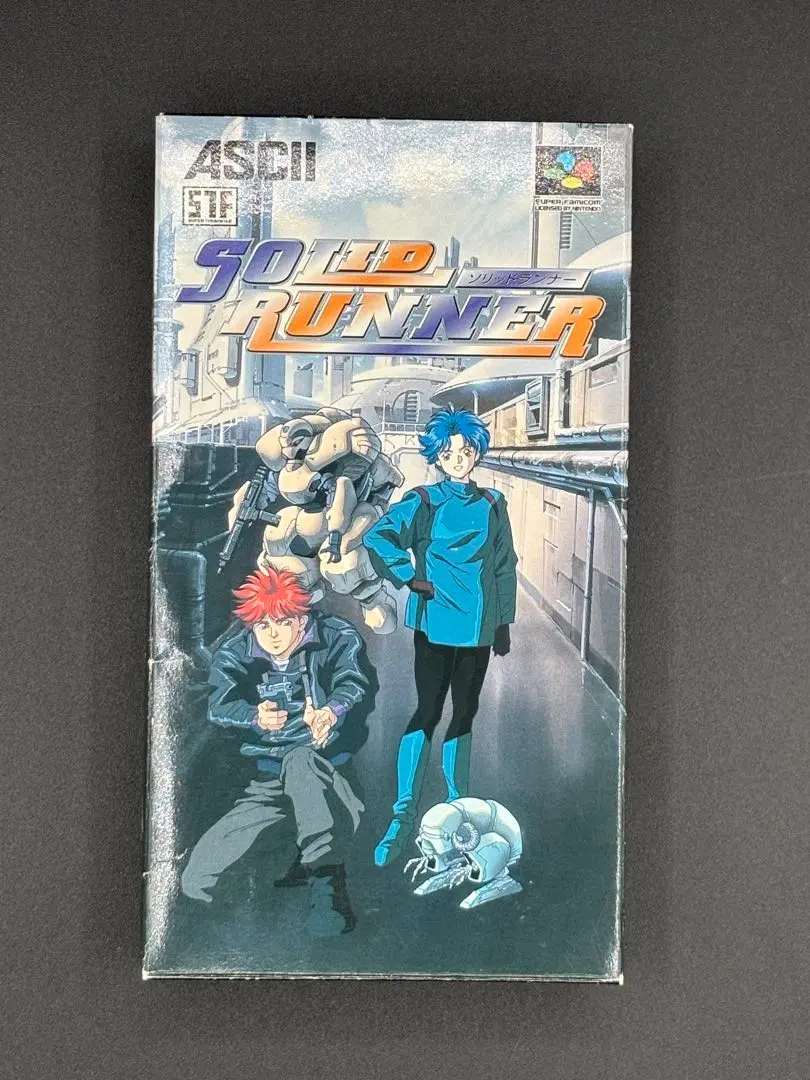 ASCII
STF
SUPER FAMICOM
LICENSED BY NINTENDO
SOLID
ソリッドランナー
RUNNER